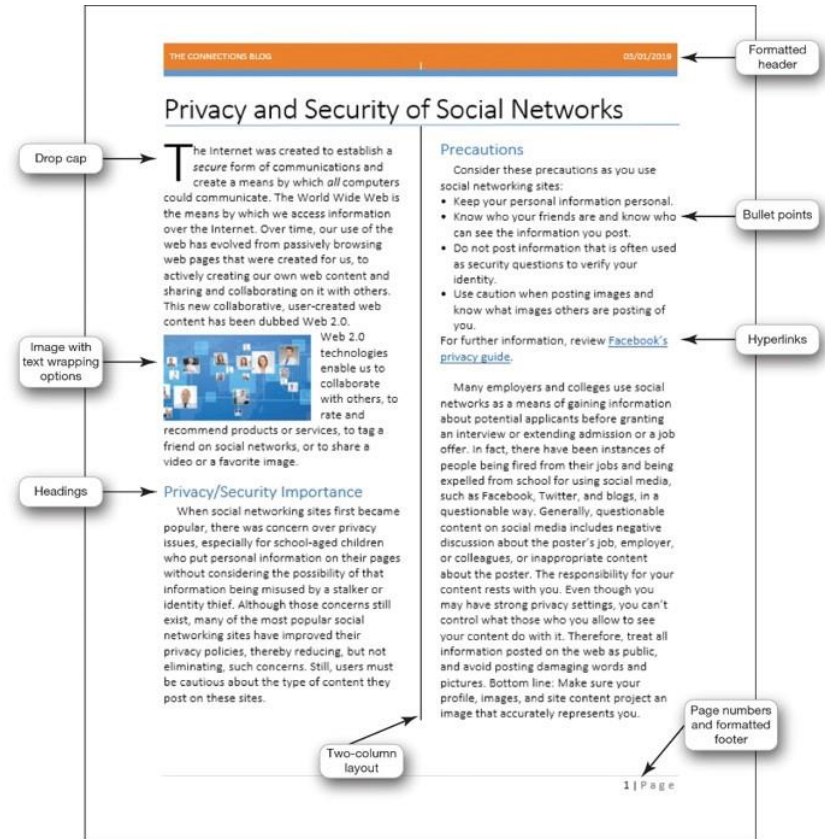 THE CONNECTIONS BLOG 03/01/2019
Formatted
header
Privacy and Security of Social Networks
Drop cap
The Internet was created to establish a
secure form of communications and
create a means by which all computers
could communicate. The World Wide Web is
the means by which we access information
over the Internet. Over time, our use of the
web has evolved from passively browsing
web pages that were created for us, to
actively creating our own web content and
sharing and collaborating on it with others.
This new collaborative, user-created web
content has been dubbed Web 2.0.
Image with
text wrapping
options
Web 2.0
technologies
enable us to
collaborate
with others, to
rate and
recommend products or services, to tag a
friend on social networks, or to share a
video or a favorite image.
Headings
Privacy/Security Importance
When social networking sites first became
popular, there was concern over privacy
issues, especially for school-aged children
who put personal information on their pages
without considering the possibility of that
information being misused by a stalker or
identity thief. Although those concerns still
exist, many of the most popular social
networking sites have improved their
privacy policies, thereby reducing, but not
eliminating, such concerns. Still, users must
be cautious about the type of content they
post on these sites.
Two-column
layout
Precautions
Consider these precautions as you use
social networking sites:
• Keep your personal information personal.
• Know who your friends are and know who
can see the information you post.
Bullet points
• Do not post information that is often used
as security questions to verify your
identity.
• Use caution when posting images and
know what images others are posting of
you.
For further information, review Facebook's
privacy guide.
Hyperlinks
Many employers and colleges use social
networks as a means of gaining information
about potential applicants before granting
an interview or extending admission or a job
offer. In fact, there have been instances of
people being fired from their jobs and being
expelled from school for using social media,
such as Facebook, Twitter, and blogs, in a
questionable way. Generally, questionable
content on social media includes negative
discussion about the poster's job, employer,
or colleagues, or inappropriate content
about the poster. The responsibility for your
content rests with you. Even though you
may have strong privacy settings, you can't
control what those who you allow to see
your content do with it. Therefore, treat all
information posted on the web as public,
and avoid posting damaging words and
pictures. Bottom line: Make sure your
profile, images, and site content project an
image that accurately represents you.
Page numbers
and formatted
footer
1 | Page